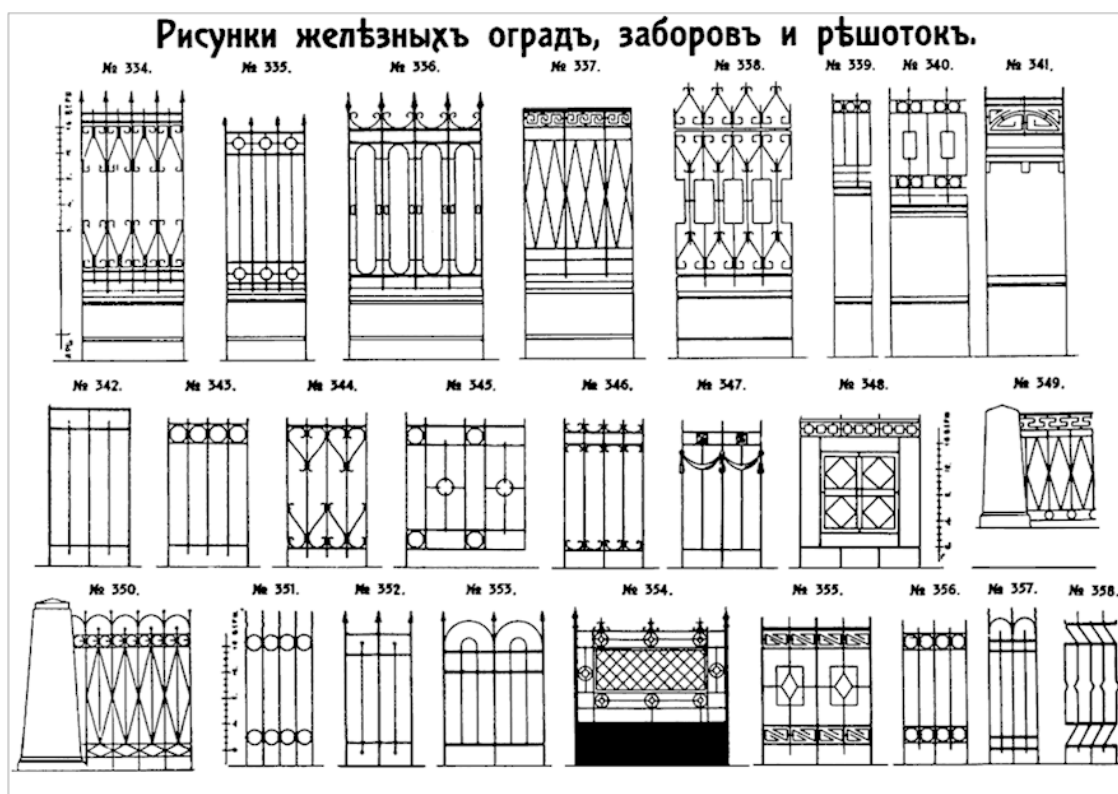 Рисунки желѣзныхъ оградъ, заборовъ и рѣшотокъ.
№ 334. № 335. № 336. № 337. № 338. № 339. № 340. № 341.
№ 342. № 343. № 344. № 345. № 346. № 347. № 348. № 349.
№ 350. № 351. № 352. № 353. № 354. № 355. № 356. № 357. № 358.